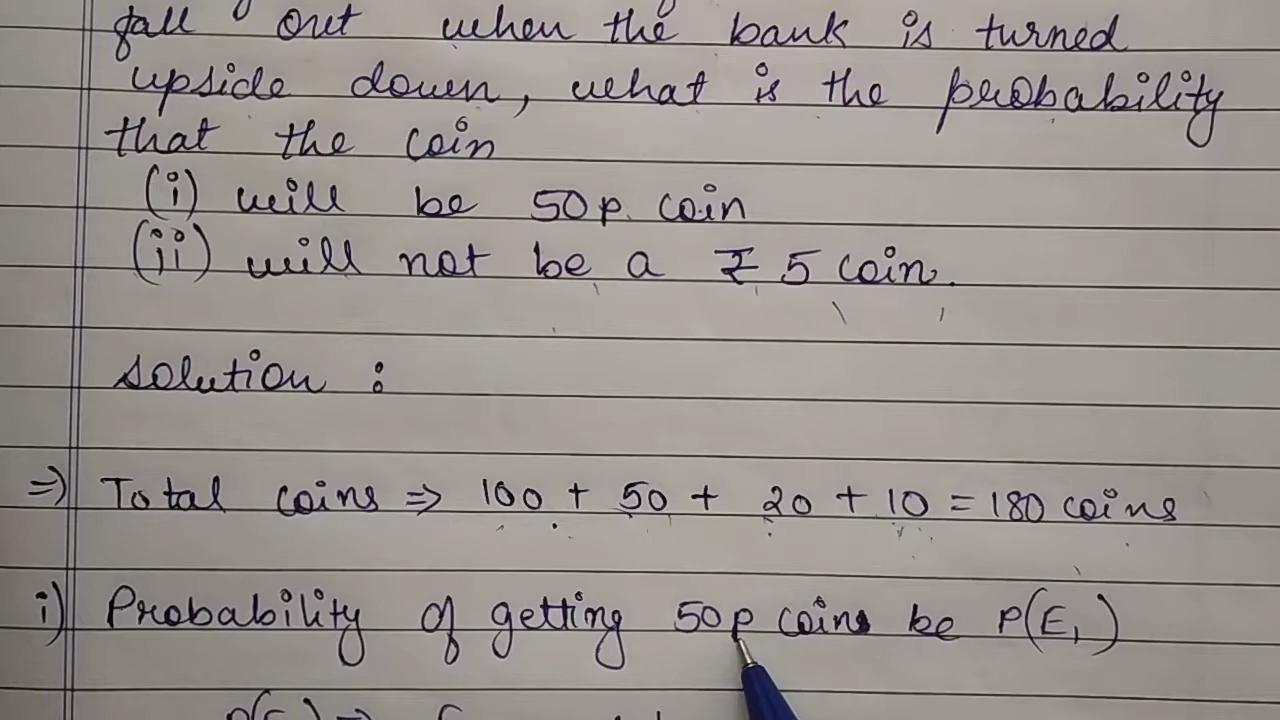 fall out when the bank is turned
upside down, what is the probability
that the coin
(i) will be 50p. coin
(ii) will not be a ₹ 5 coin.
Solution :
⇒) Total coins ⇒ 100 + 50 + 20 + 10 = 180 coins
i) Probability of getting 50p coins be P(E₁)